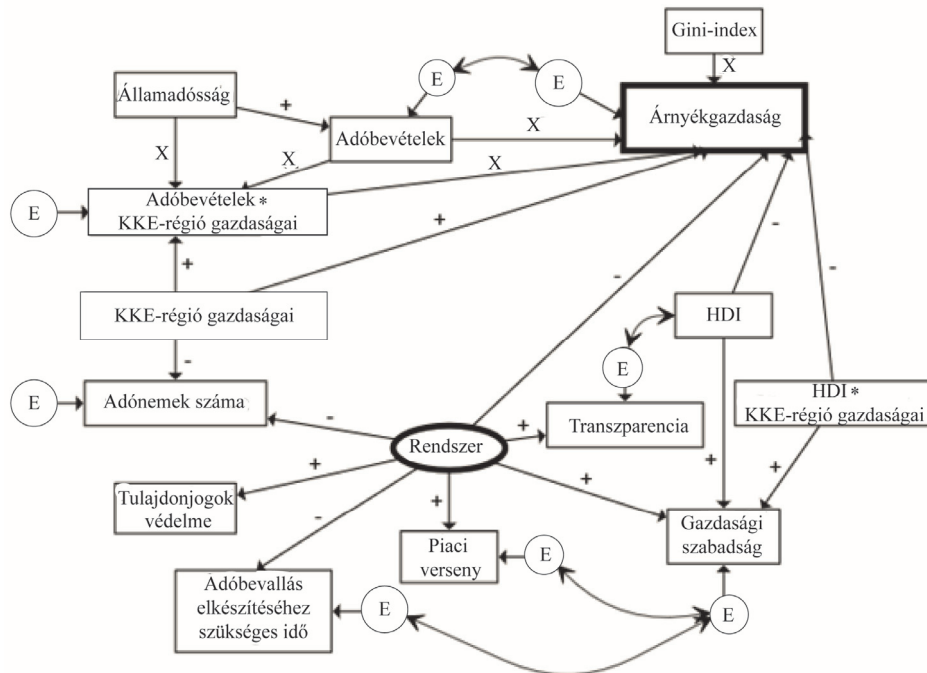 Gini-index
X
E
E
Államadósság
+
Adóbevételek
X
Árnyékgazdaság
X
X
X
E
Adóbevételek*
KKE-régió gazdaságai
+
+
-
-
-
KKE-régió gazdaságai
HDI
-
E
E
Adónemek száma
-
Rendszer
+
Transzparencia
HDI*
KKE-régió gazdaságai
+
+
+
+
+
Tulajdonjogok
védelme
-
Piaci
verseny
E
Gazdasági
szabadság
Adóbevallás
elkészítéséhez
szükséges idő
E
E